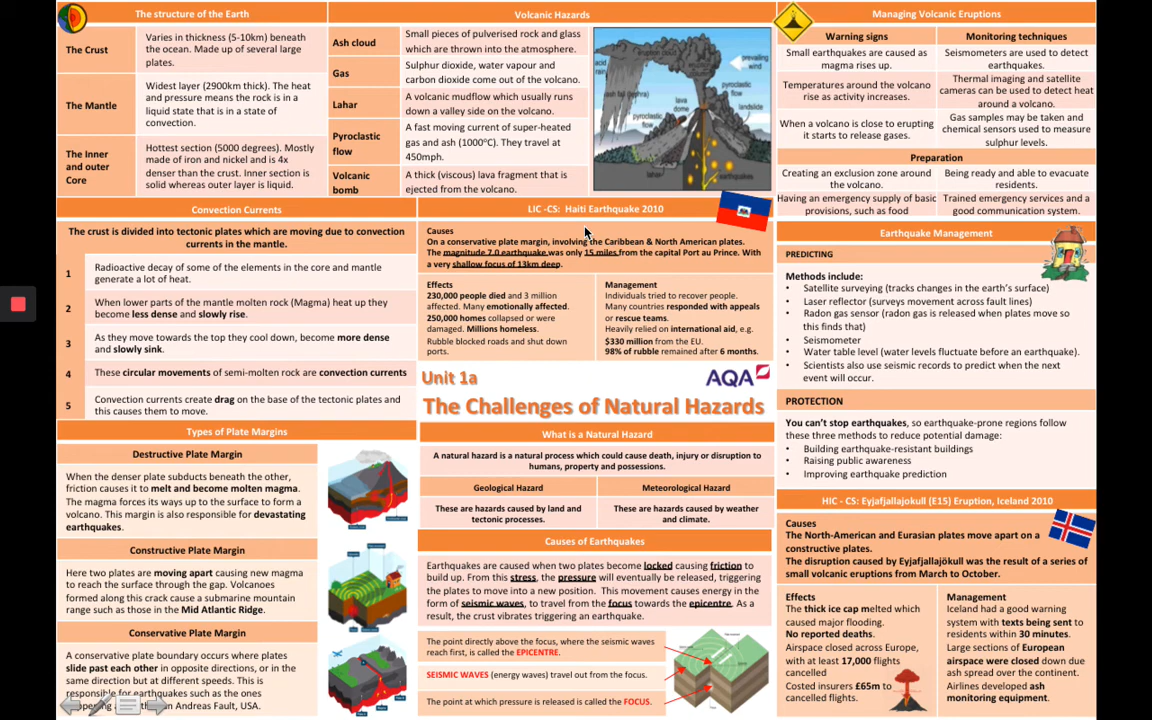 The structure of the Earth
The Crust
Varies in thickness (5-10km) beneath
the ocean. Made up of several large
plates.
The Mantle
Widest layer (2900km thick). The heat
and pressure means the rock is in a
liquid state that is in a state of
convection.
The Inner
and outer
Core
Hottest section (5000 degrees). Mostly
made of iron and nickel and is 4x
denser than the crust. Inner section is
solid whereas outer layer is liquid.
Volcanic Hazards
Ash cloud
Small pieces of pulverised rock and glass
which are thrown into the atmosphere.
Gas
Sulphur dioxide, water vapour and
carbon dioxide come out of the volcano.
Lahar
A volcanic mudflow which usually runs
down a valley side on the volcano.
Pyroclastic
flow
A fast moving current of super-heated
gas and ash (1000°C). They travel at
450mph.
Volcanic
bomb
A thick (viscous) lava fragment that is
ejected from the volcano.
acid
rain
prevailing
wind
lava
dome
pyroclastic
flow
pyroclastic
flow
landslide
lahar
earthquakes
Managing Volcanic Eruptions
Warning signs
Monitoring techniques
Small earthquakes are caused as
magma rises up.
Seismometers are used to detect
earthquakes.
Temperatures around the volcano
rise as activity increases.
Thermal imaging and satellite
cameras can be used to detect heat
around a volcano.
When a volcano is close to erupting
it starts to release gases.
Gas samples may be taken and
chemical sensors used to measure
sulphur levels.
Preparation
Creating an exclusion zone around
the volcano.
Being ready and able to evacuate
residents.
Having an emergency supply of basic
provisions, such as food
Trained emergency services and a
good communication system.
Convection Currents
The crust is divided into tectonic plates which are moving due to convection
currents in the mantle.
1
Radioactive decay of some of the elements in the core and mantle
generate a lot of heat.
2
When lower parts of the mantle molten rock (Magma) heat up they
become less dense and slowly rise.
3
As they move towards the top they cool down, become more dense
and slowly sink.
4
These circular movements of semi-molten rock are convection currents
5
Convection currents create drag on the base of the tectonic plates and
this causes them to move.
LIC -CS: Haiti Earthquake 2010
Causes
On a conservative plate margin, involving the Caribbean & North American plates.
The magnitude 7.0 earthquake was only 15 miles from the capital Port au Prince. With
a very shallow focus of 13km deep.
Effects
230,000 people died and 3 million
affected. Many emotionally affected.
250,000 homes collapsed or were
damaged. Millions homeless.
Rubble blocked roads and shut down
ports.
Management
Individuals tried to recover people.
Many countries responded with appeals
or rescue teams.
Heavily relied on international aid, e.g.
$330 million from the EU.
98% of rubble remained after 6 months.
Earthquake Management
PREDICTING
Methods include:
• Satellite surveying (tracks changes in the earth's surface)
• Laser reflector (surveys movement across fault lines)
• Radon gas sensor (radon gas is released when plates move so
this finds that)
• Seismometer
• Water table level (water levels fluctuate before an earthquake).
• Scientists also use seismic records to predict when the next
event will occur.
PROTECTION
You can't stop earthquakes, so earthquake-prone regions follow
these three methods to reduce potential damage:
• Building earthquake-resistant buildings
• Raising public awareness
• Improving earthquake prediction
Unit 1a
AQA
The Challenges of Natural Hazards
What is a Natural Hazard
A natural hazard is a natural process which could cause death, injury or disruption to
humans, property and possessions.
Geological Hazard
Meteorological Hazard
These are hazards caused by land and
tectonic processes.
These are hazards caused by weather
and climate.
Types of Plate Margins
Destructive Plate Margin
When the denser plate subducts beneath the other,
friction causes it to melt and become molten magma.
The magma forces its ways up to the surface to form a
volcano. This margin is also responsible for devastating
earthquakes.
Constructive Plate Margin
Here two plates are moving apart causing new magma
to reach the surface through the gap. Volcanoes
formed along this crack cause a submarine mountain
range such as those in the Mid Atlantic Ridge.
Conservative Plate Margin
A conservative plate boundary occurs where plates
slide past each other in opposite directions, or in the
same direction but at different speeds. This is
responsible for earthquakes such as the ones
San Andreas Fault, USA.
Causes of Earthquakes
Earthquakes are caused when two plates become locked causing friction to
build up. From this stress, the pressure will eventually be released, triggering
the plates to move into a new position. This movement causes energy in the
form of seismic waves, to travel from the focus towards the epicentre. As a
result, the crust vibrates triggering an earthquake.
The point directly above the focus, where the seismic waves
reach first, is called the EPICENTRE.
SEISMIC WAVES (energy waves) travel out from the focus.
The point at which pressure is released is called the FOCUS.
HIC - CS: Eyjafjallajokull (E15) Eruption, Iceland 2010
Causes
The North-American and Eurasian plates move apart on a
constructive plates.
The disruption caused by Eyjafjallajökull was the result of a series of
small volcanic eruptions from March to October.
Effects
The thick ice cap melted which
caused major flooding.
No reported deaths.
Airspace closed across Europe,
with at least 17,000 flights
cancelled
Costed insurers £65m to
cancelled flights.
Management
Iceland had a good warning
system with texts being sent to
residents within 30 minutes.
Large sections of European
airspace were closed down due
ash spread over the continent.
Airlines developed ash
monitoring equipment.